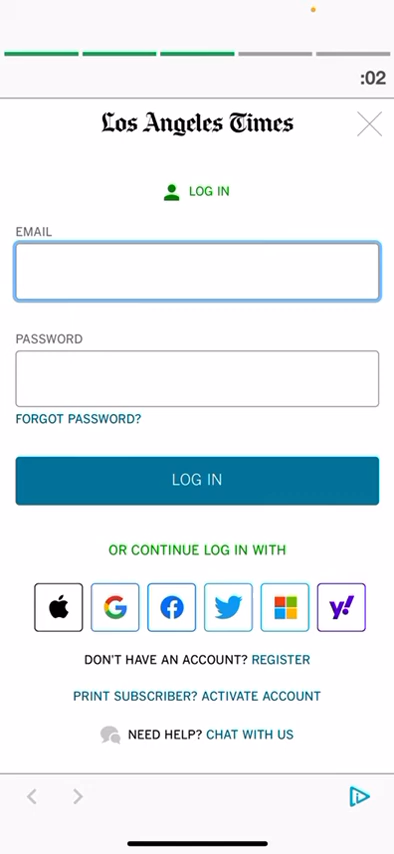 :02
Los Angeles Times
LOG IN
EMAIL
PASSWORD
FORGOT PASSWORD?
LOG IN
OR CONTINUE LOG IN WITH
DON'T HAVE AN ACCOUNT? REGISTER
PRINT SUBSCRIBER? ACTIVATE ACCOUNT
NEED HELP? CHAT WITH US